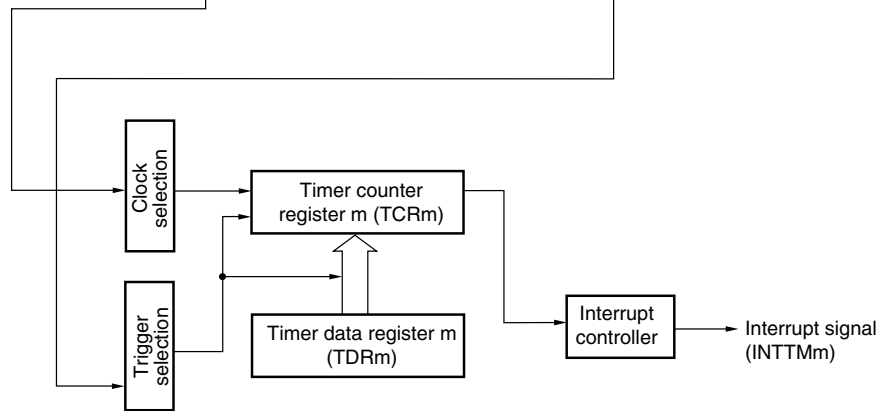 Clock
selection
Timer counter
register m (TCRm)
Trigger
selection
Timer data register m
(TDRm)
Interrupt
controller
Interrupt signal
(INTTMm)